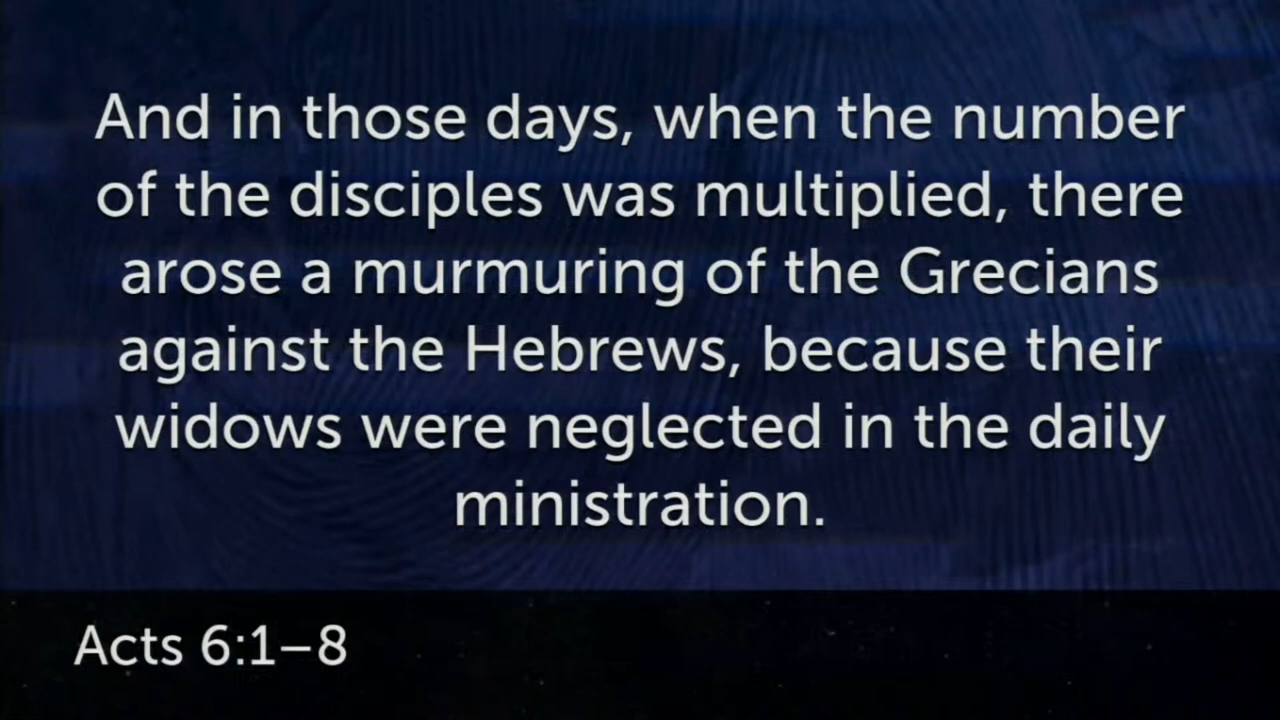 And in those days, when the number
of the disciples was multiplied, there
arose a murmuring of the Grecians
against the Hebrews, because their
widows were neglected in the daily
ministration.
Acts 6:1–8